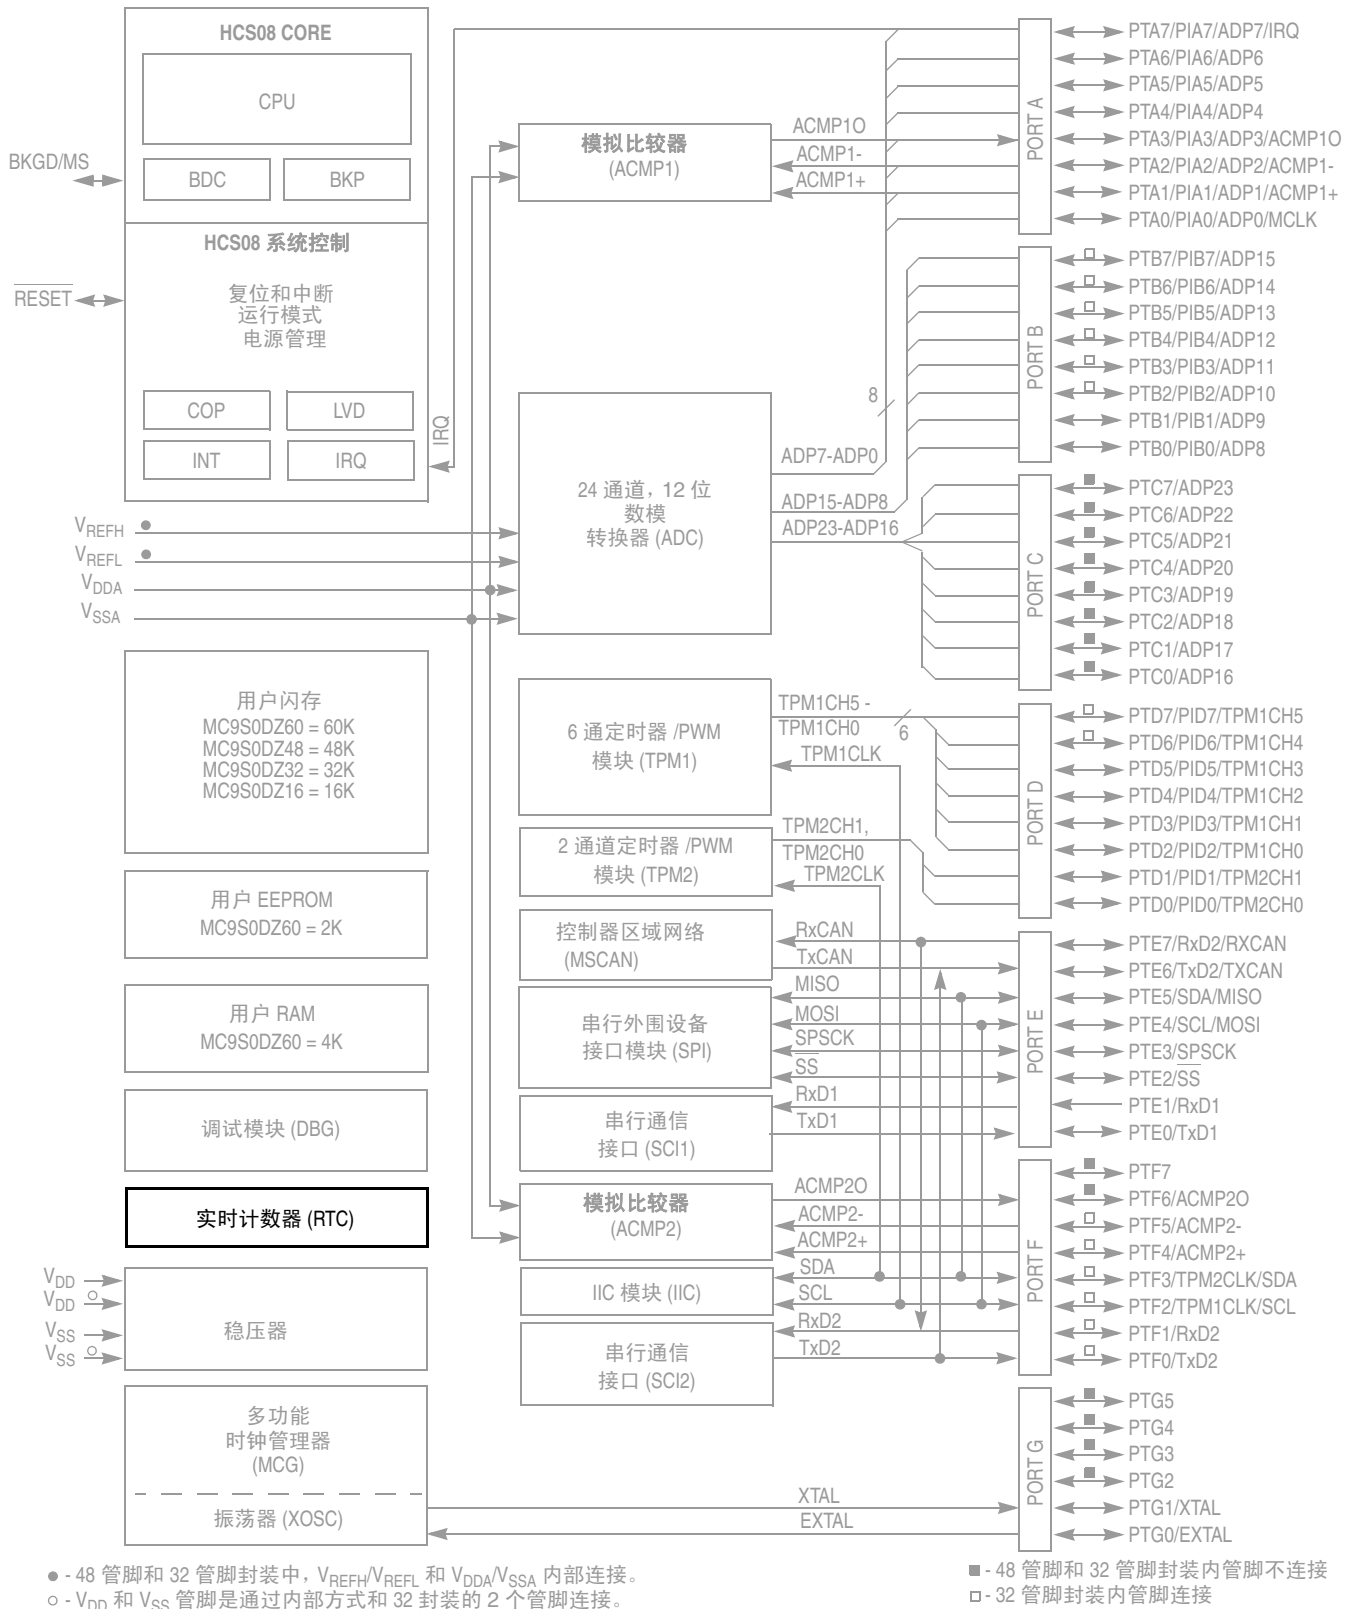 HCS08 CORE
CPU
BKGD/MS
BDC
BKP
HCS08 系统控制
RESET
复位和中断
运行模式
电源管理
COP
LVD
INT
IRQ
IRQ
VREFH ●
VREFL ●
VDDA
VSSA
用户闪存
MC9S0DZ60 = 60K
MC9S0DZ48 = 48K
MC9S0DZ32 = 32K
MC9S0DZ16 = 16K
用户 EEPROM
MC9S0DZ60 = 2K
用户 RAM
MC9S0DZ60 = 4K
调试模块 (DBG)
实时计数器 (RTC)
VDD
VDD
VSS
VSS
稳压器
多功能
时钟管理器
(MCG)
振荡器 (XOSC)
模拟比较器
(ACMP1)
ACMP1O
ACMP1-
ACMP1+
24 通道，12 位
数模
转换器 (ADC)
8
ADP7-ADP0
ADP15-ADP8
ADP23-ADP16
6 通定时器 /PWM
模块 (TPM1)
TPM1CH5 -
TPM1CH0
6
TPM1CLK
2 通道定时器 /PWM
模块 (TPM2)
TPM2CH1,
TPM2CH0
TPM2CLK
控制器区域网络
(MSCAN)
RxCAN
TxCAN
串行外围设备
接口模块 (SPI)
MISO
MOSI
SPSCK
SS
串行通信
接口 (SCI1)
RxD1
TxD1
模拟比较器
(ACMP2)
ACMP2O
ACMP2-
ACMP2+
IIC 模块 (IIC)
SDA
SCL
串行通信
接口 (SCI2)
RxD2
TxD2
XTAL
EXTAL
PORT A
PTA7/PIA7/ADP7/IRQ
PTA6/PIA6/ADP6
PTA5/PIA5/ADP5
PTA4/PIA4/ADP4
PTA3/PIA3/ADP3/ACMP1O
PTA2/PIA2/ADP2/ACMP1-
PTA1/PIA1/ADP1/ACMP1+
PTA0/PIA0/ADP0/MCLK
PORT B
PTB7/PIB7/ADP15
PTB6/PIB6/ADP14
PTB5/PIB5/ADP13
PTB4/PIB4/ADP12
PTB3/PIB3/ADP11
PTB2/PIB2/ADP10
PTB1/PIB1/ADP9
PTB0/PIB0/ADP8
PORT C
PTC7/ADP23
PTC6/ADP22
PTC5/ADP21
PTC4/ADP20
PTC3/ADP19
PTC2/ADP18
PTC1/ADP17
PTC0/ADP16
PORT D
PTD7/PID7/TPM1CH5
PTD6/PID6/TPM1CH4
PTD5/PID5/TPM1CH3
PTD4/PID4/TPM1CH2
PTD3/PID3/TPM1CH1
PTD2/PID2/TPM1CH0
PTD1/PID1/TPM2CH1
PTD0/PID0/TPM2CH0
PORT E
PTE7/RxD2/RXCAN
PTE6/TxD2/TXCAN
PTE5/SDA/MISO
PTE4/SCL/MOSI
PTE3/SPSCK
PTE2/SS
PTE1/RxD1
PTE0/TxD1
PORT F
PTF7
PTF6/ACMP2O
PTF5/ACMP2-
PTF4/ACMP2+
PTF3/TPM2CLK/SDA
PTF2/TPM1CLK/SCL
PTF1/RxD2
PTF0/TxD2
PORT G
PTG5
PTG4
PTG3
PTG2
PTG1/XTAL
PTG0/EXTAL
● - 48 管脚和 32 管脚封装中，VREFH/VREFL 和 VDDA/VSSA 内部连接。
○ - VDD 和 VSS 管脚是通过内部方式和 32 封装的 2 个管脚连接。
■ - 48 管脚和 32 管脚封装内管脚不连接
□ - 32 管脚封装内管脚连接